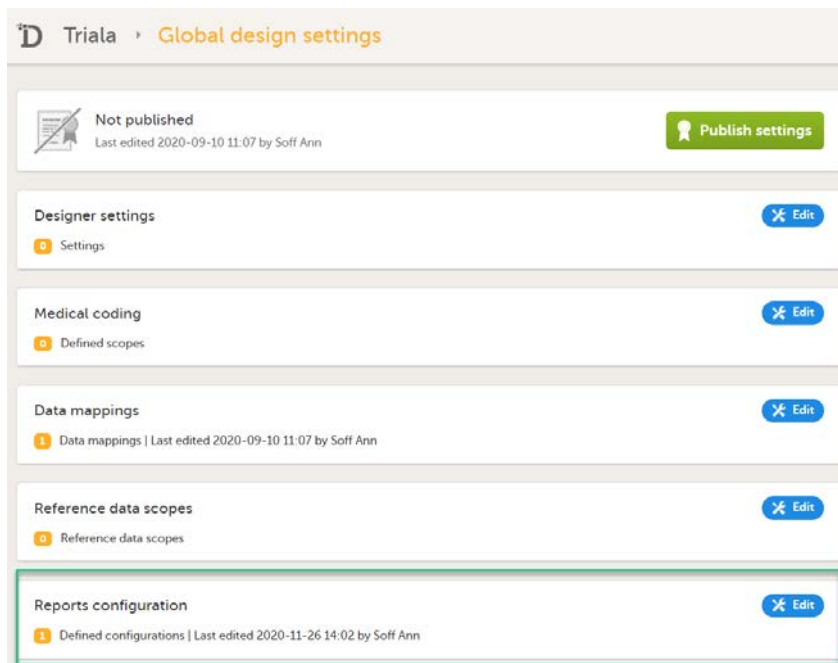 D Triala Global design settings
Not published
Last edited 2020-09-10 11:07 by Soff Ann
Publish settings
Designer settings
Edit
0 Settings
Medical coding
Edit
0 Defined scopes
Data mappings
Edit
1 Data mappings | Last edited 2020-09-10 11:07 by Soff Ann
Reference data scopes
Edit
0 Reference data scopes
Reports configuration
Edit
1 Defined configurations | Last edited 2020-11-26 14:02 by Soff Ann